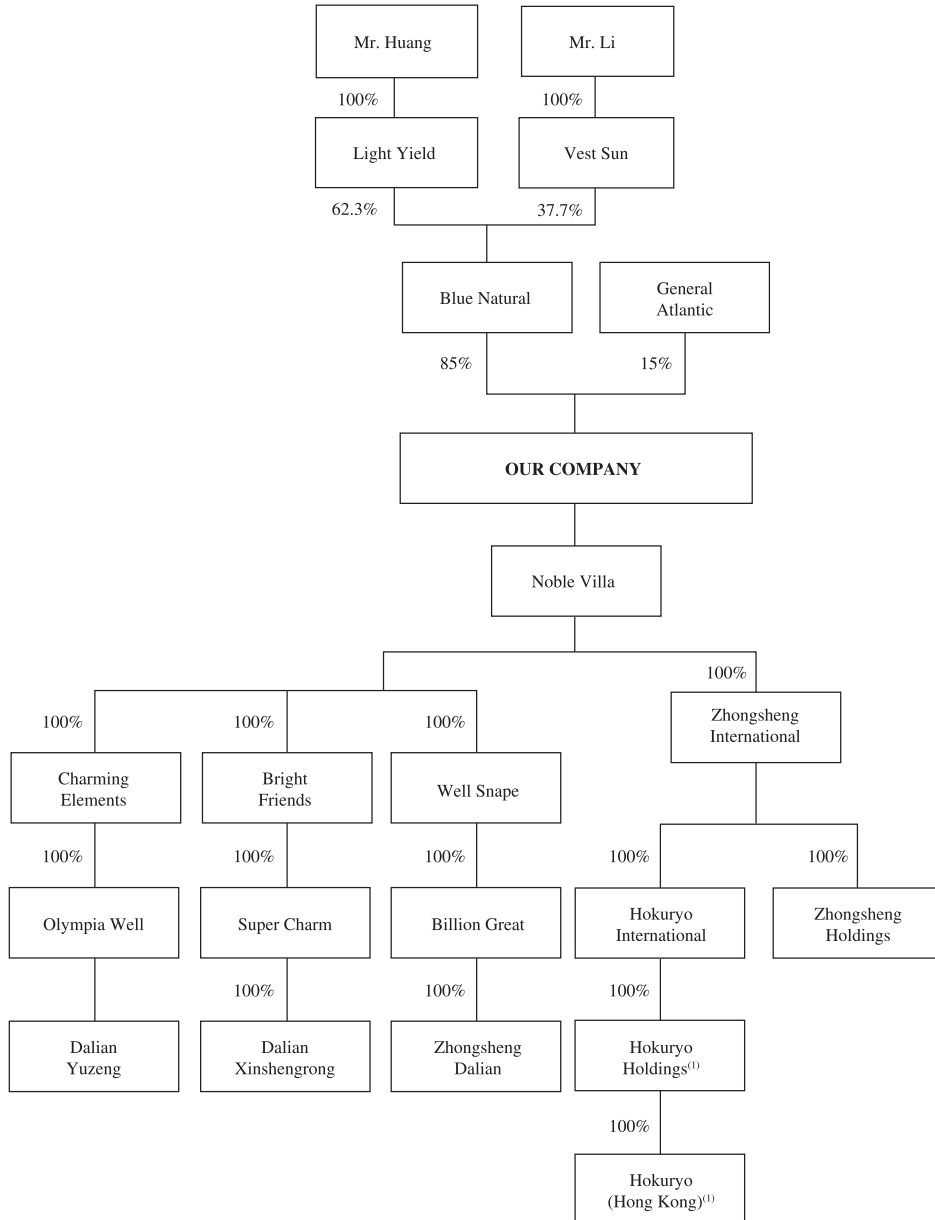 Mr. Huang
Mr. Li
100%
100%
Light Yield
Vest Sun
62.3%
37.7%
Blue Natural
General
Atlantic
85%
15%
OUR COMPANY
Noble Villa
100%
Zhongsheng
International
100%
100%
100%
Charming
Elements
Bright
Friends
Well Snape
100%
100%
100%
100%
100%
Olympia Well
Super Charm
Billion Great
Hokuryo
International
Zhongsheng
Holdings
100%
100%
100%
Dalian
Yuzeng
Dalian
Xinshengrong
Zhongsheng
Dalian
Hokuryo
Holdings(1)
100%
Hokuryo
(Hong Kong)(1)